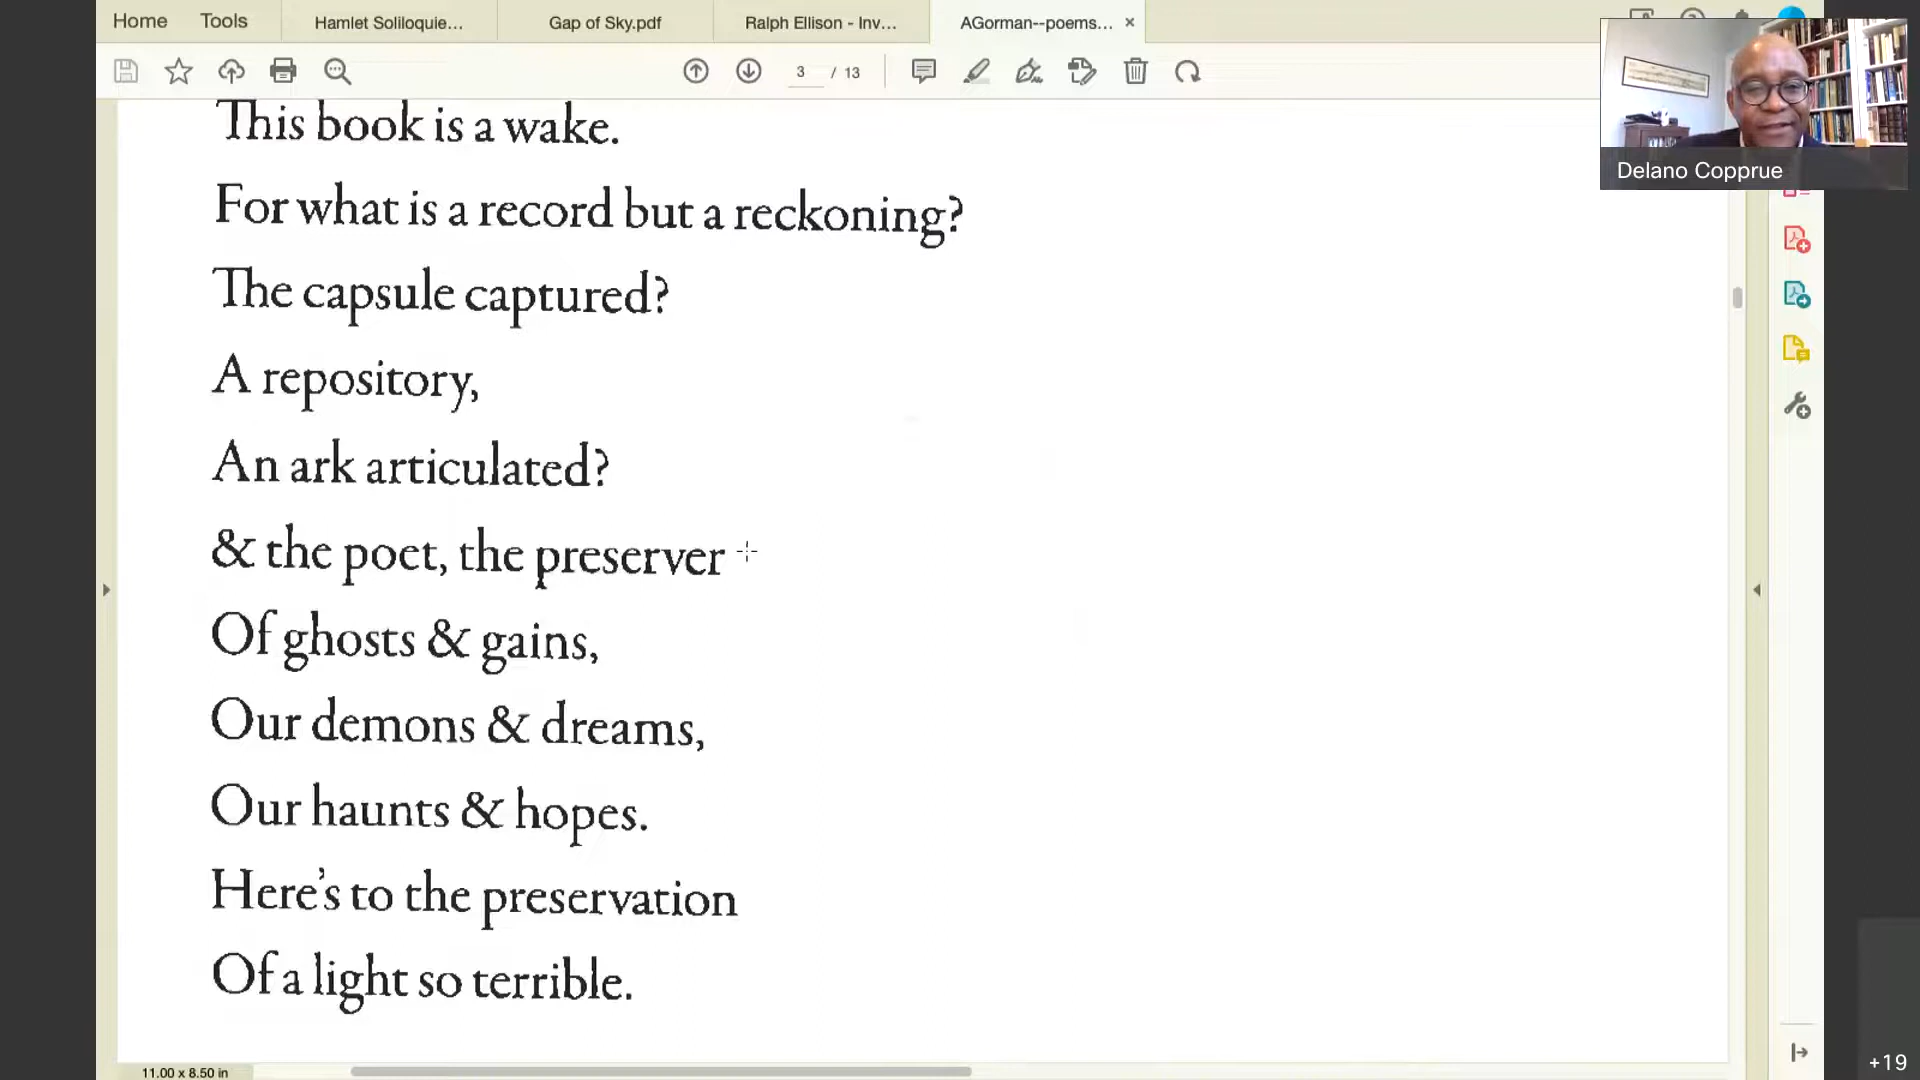 Home Tools Hamlet Soliloquie... Gap of Sky.pdf Ralph Ellison - Inv... AGorman--poems... ×
3 / 13
This book is a wake.
For what is a record but a reckoning?
The capsule captured?
A repository,
An ark articulated?
& the poet, the preserver
Of ghosts & gains,
Our demons & dreams,
Our haunts & hopes.
Here's to the preservation
Of a light so terrible.
Delano Copprue
11.00 x 8.50 in
+19